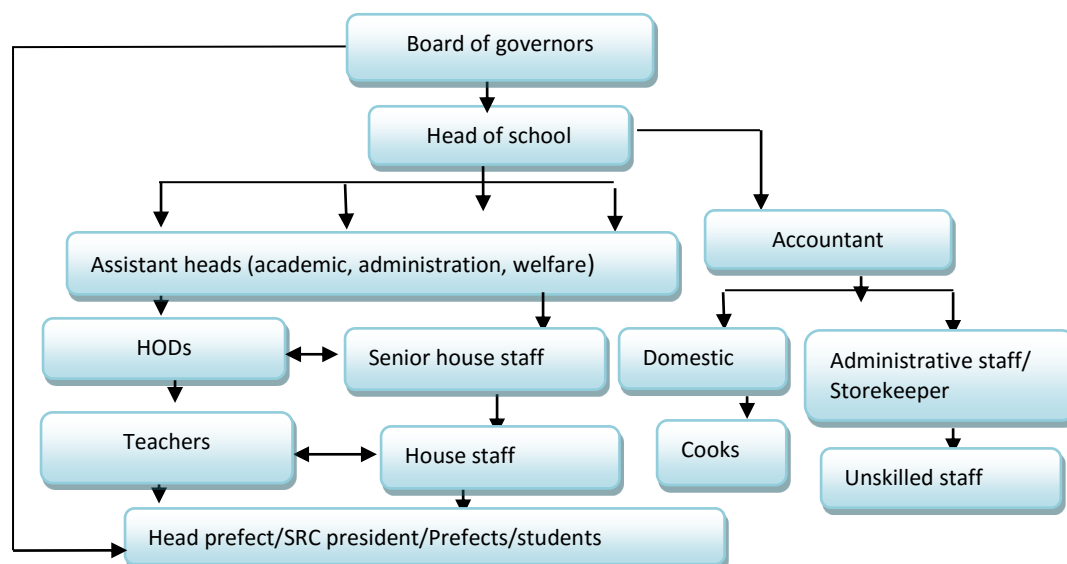 Board of governors
Head of school
Accountant
Assistant heads (academic, administration, welfare)
HODs
Senior house staff
Domestic
Administrative staff/
Storekeeper
Teachers
House staff
Cooks
Unskilled staff
Head prefect/SRC president/Prefects/students